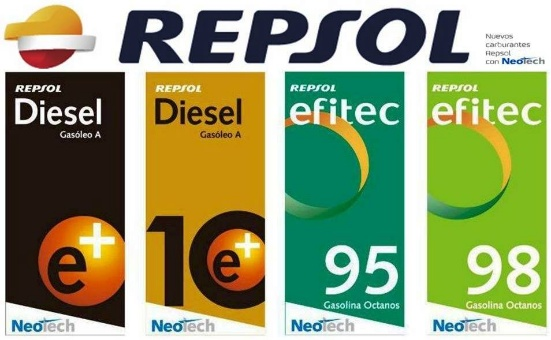 REPSOL
Nuevos
carburantes
Repsol
con NeoTech
REPSOL
Diesel
Gasóleo A
e+
NeoTech
REPSOL
Diesel
Gasóleo A
10 e+
NeoTech
REPSOL
efitec
95
Gasolina Octanos
NeoTech
REPSOL
efitec
98
Gasolina Octanos
NeoTech